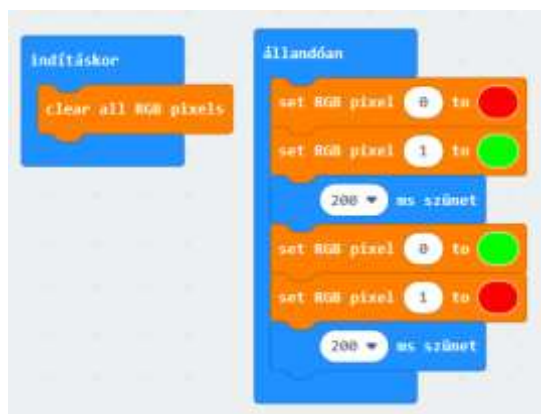 indításkor
clear all RGB pixels
állandóan
set RGB pixel 0 to
set RGB pixel 1 to
200 ms szünet
set RGB pixel 0 to
set RGB pixel 1 to
200 ms szünet